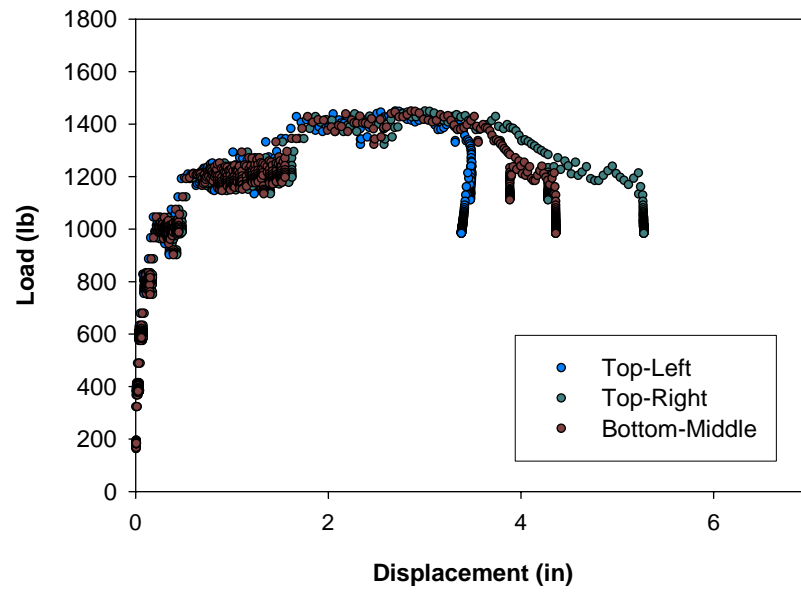 1800
1600
1400
1200
1000
800
600
400
200
0
Load (lb)
Top-Left
Top-Right
Bottom-Middle
0 2 4 6
Displacement (in)